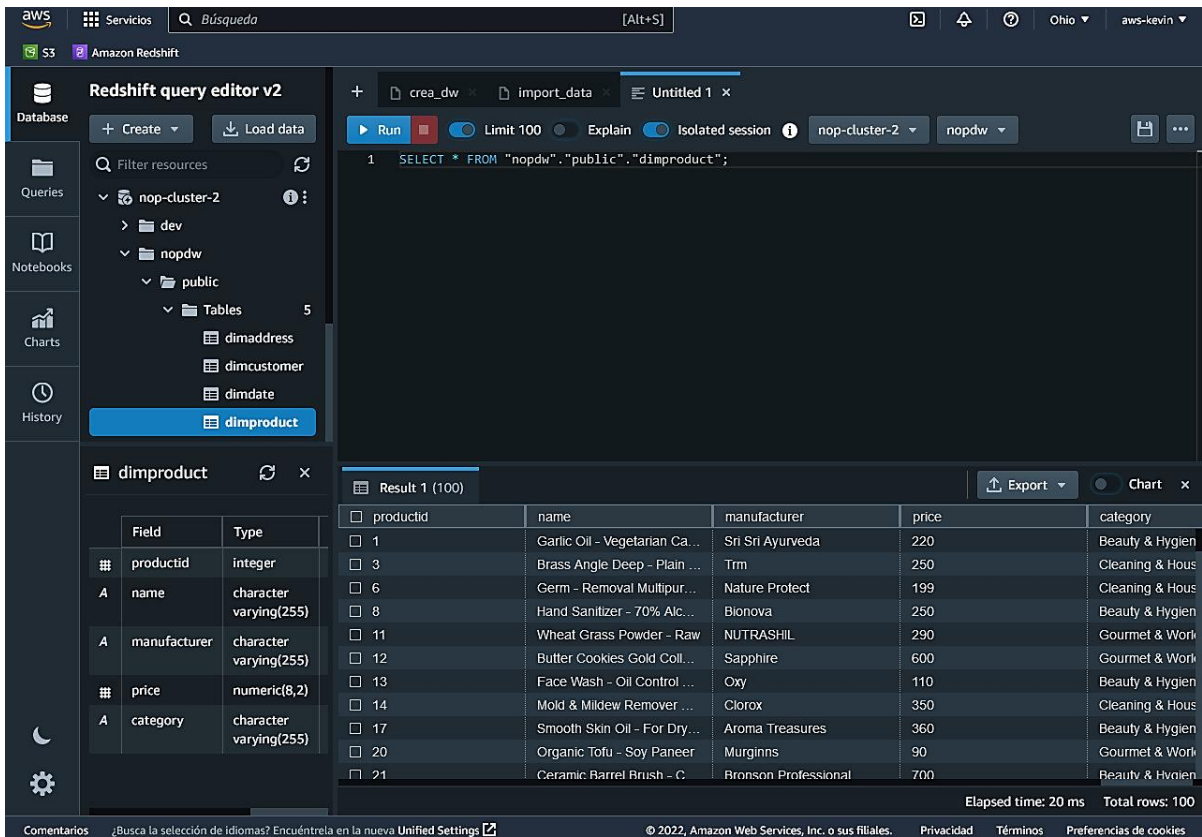 aws Servicios Búsqueda [Alt+S] Ohio aws-kevin
S3 Amazon Redshift
Database
Queries
Notebooks
Charts
History
Redshift query editor v2
+ Create Load data
Filter resources
nop-cluster-2
dev
nopdw
public
Tables 5
dimaddress
dimcustomer
dimdate
dimproduct
dimproduct
Field Type
productid integer
name character
varying(255)
manufacturer character
varying(255)
price numeric(8,2)
category character
varying(255)
+ crea_dw × import_data × Untitled 1 ×
Run Limit 100 Explain Isolated session nop-cluster-2 nopdw
1 SELECT * FROM "nopdw"."public"."dimproduct";
Result 1 (100) Export Chart ×
productid name manufacturer price category
1 Garlic Oil - Vegetarian Ca... Sri Sri Ayurveda 220 Beauty & Hygien
3 Brass Angle Deep - Plain ... Trm 250 Cleaning & Hous
6 Germ - Removal Multipur... Nature Protect 199 Cleaning & Hous
8 Hand Sanitizer - 70% Alc... Bionova 250 Beauty & Hygien
11 Wheat Grass Powder - Raw NUTRASHIL 290 Gourmet & Worl
12 Butter Cookies Gold Coll... Sapphire 600 Gourmet & Worl
13 Face Wash - Oil Control ... Oxy 110 Beauty & Hygien
14 Mold & Mildew Remover ... Clorox 350 Cleaning & Hous
17 Smooth Skin Oil - For Dry... Aroma Treasures 360 Beauty & Hygien
20 Organic Tofu - Soy Paneer Murginns 90 Gourmet & Worl
21 Ceramic Barrel Brush - C... Bronson Professional 700 Beauty & Hygien
Elapsed time: 20 ms Total rows: 100
Comentarios ¿Busca la selección de idiomas? Encuéntrela en la nueva Unified Settings © 2022, Amazon Web Services, Inc. o sus filiales. Privacidad Términos Preferencias de cookies